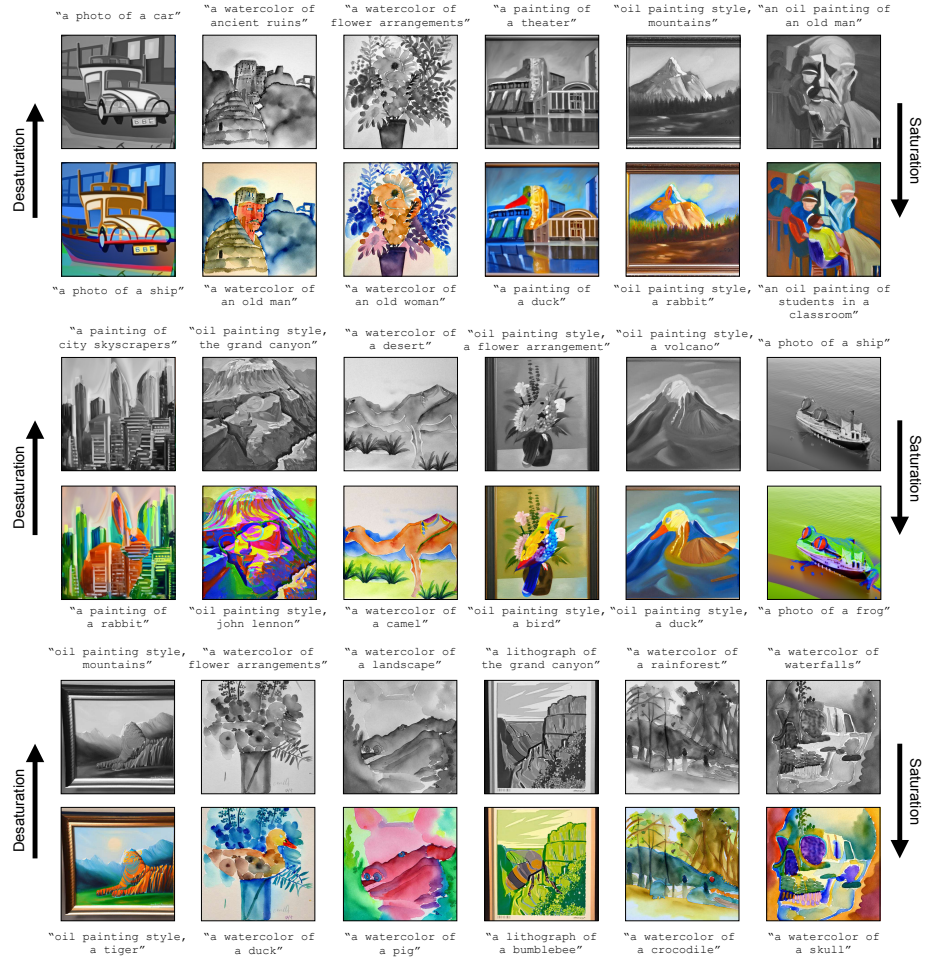 “a photo of a car”
“a watercolor of
ancient ruins”
“a watercolor of
flower arrangements”
“a painting of
a theater”
“oil painting style,
mountains”
“an oil painting of
an old man”
Desaturation
Saturation
“a photo of a ship”
“a watercolor of
an old man”
“a watercolor of
an old woman”
“a painting of
a duck”
“oil painting style,
a rabbit”
“an oil painting of
students in a
classroom”
“a painting of
city skyscrapers”
“oil painting style,
the grand canyon”
“a watercolor of
a desert”
“oil painting style,
a flower arrangement”
“oil painting style,
a volcano”
“a photo of a ship”
Desaturation
Saturation
“a painting of
a rabbit”
“oil painting style,
john lennon”
“a watercolor of
a camel”
“oil painting style,
a bird”
“oil painting style,
a duck”
“a photo of a frog”
“oil painting style,
mountains”
“a watercolor of
flower arrangements”
“a watercolor of
a landscape”
“a lithograph of
the grand canyon”
“a watercolor of
a rainforest”
“a watercolor of
waterfalls”
Desaturation
Saturation
“oil painting style,
a tiger”
“a watercolor of
a duck”
“a watercolor of
a pig”
“a lithograph of
a bumblebee”
“a watercolor of
a crocodile”
“a watercolor of
a skull”